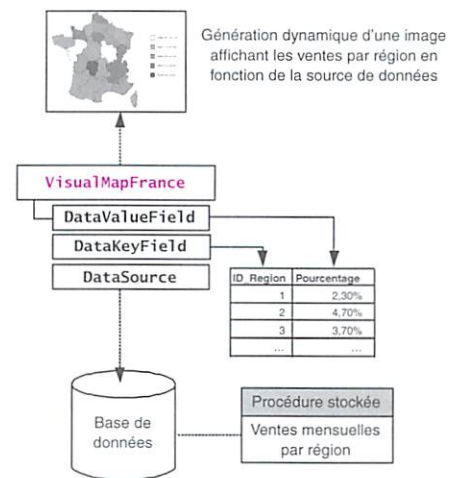 Génération dynamique d'une image
affichant les ventes par région en
fonction de la source de données
VisualMapFrance
DataValueField
DataKeyField
DataSource
ID_Region Pourcentage
1 2,30%
2 4,70%
3 3,70%
... ...
Base de
données
Procédure stockée
Ventes mensuelles
par région